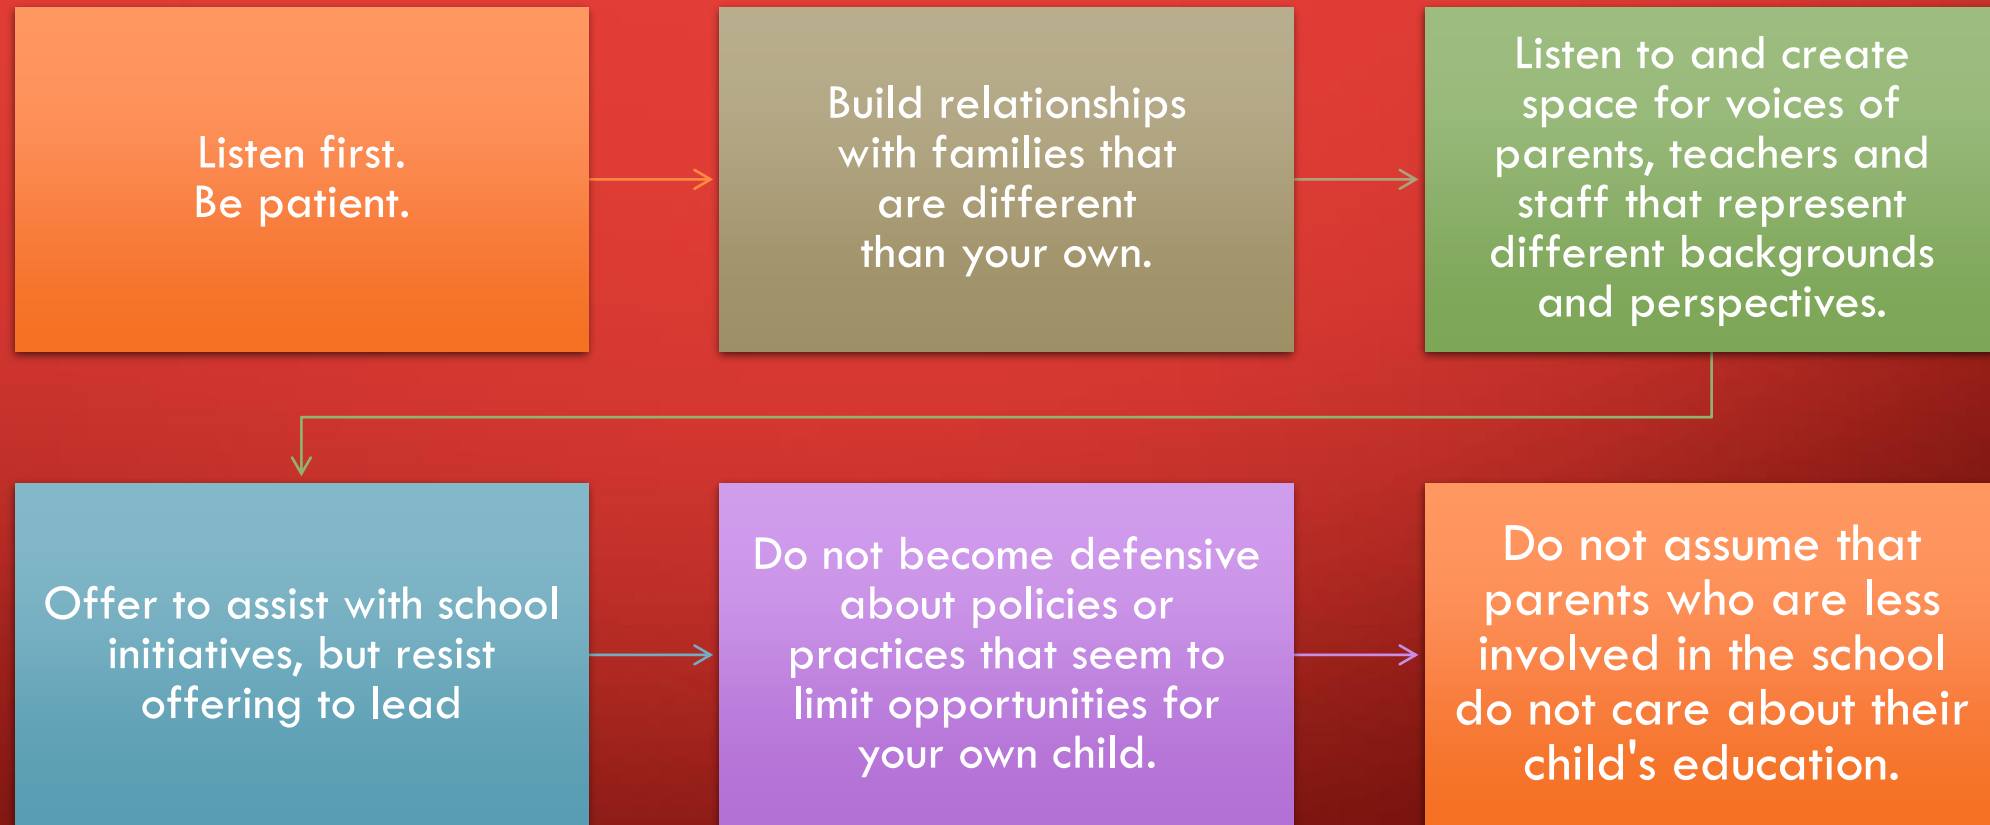 Listen first.
Be patient.
Build relationships
with families that
are different
than your own.
Listen to and create
space for voices of
parents, teachers and
staff that represent
different backgrounds
and perspectives.
Offer to assist with school
initiatives, but resist
offering to lead
Do not become defensive
about policies or
practices that seem to
limit opportunities for
your own child.
Do not assume that
parents who are less
involved in the school
do not care about their
child's education.